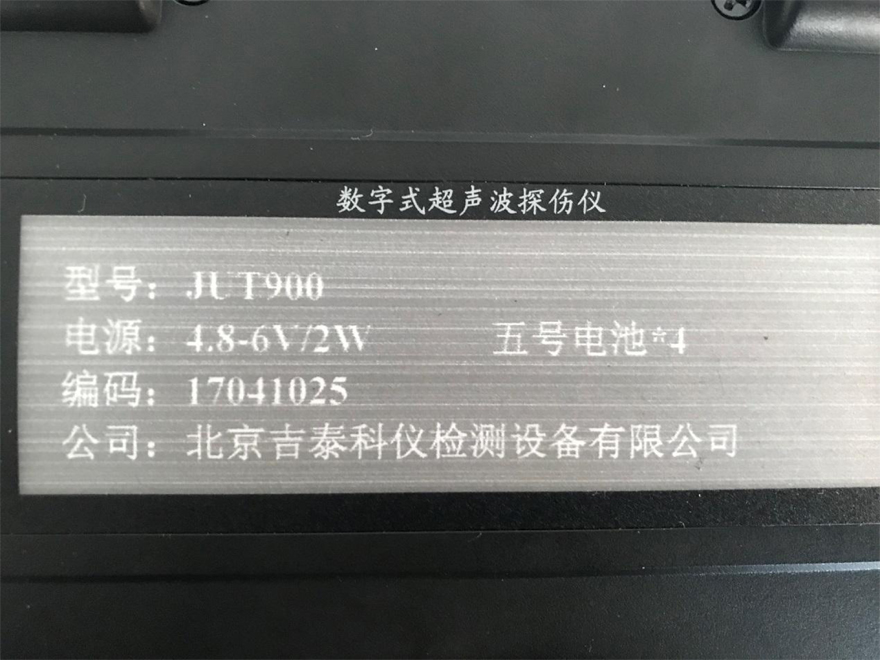 数字式超声波探伤仪
型号：JUT900
电源：4.8-6V/2W 五号电池*4
编码：17041025
公司：北京吉泰科仪检测设备有限公司